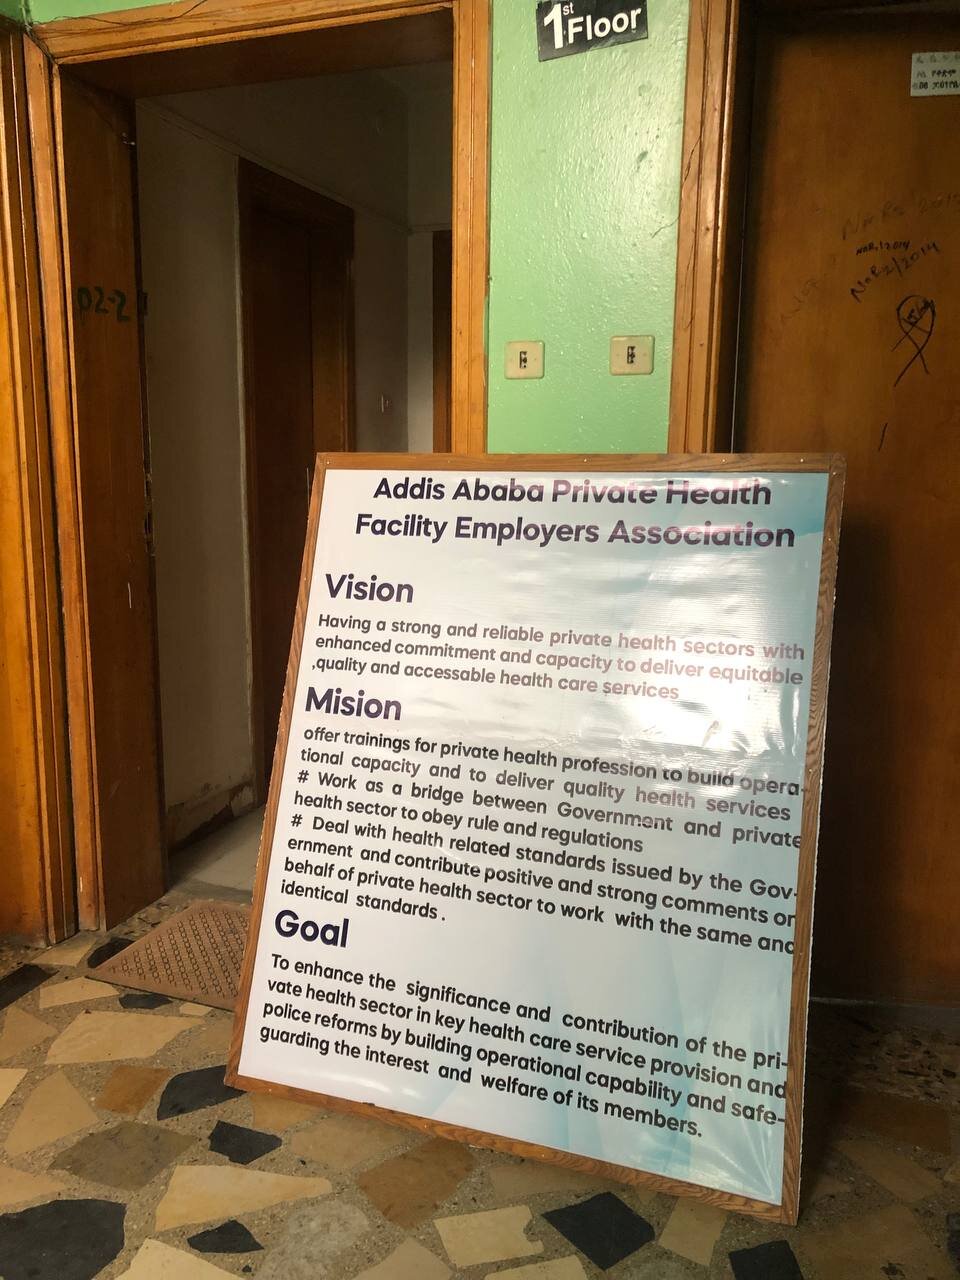 1st Floor
02-2
Addis Ababa Private Health
Facility Employers Association
Vision
Having a strong and reliable private health sectors with
enhanced commitment and capacity to deliver equitable
,quality and accessable health care services
Mision
offer trainings for private health profession to build opera-
tional capacity and to deliver quality health services
# Work as a bridge between Government and private
health sector to obey rule and regulations
# Deal with health related standards issued by the Gov-
ernment and contribute positive and strong comments on
behalf of private health sector to work with the same and
identical standards .
Goal
To enhance the significance and contribution of the pri-
vate health sector in key health care service provision and
police reforms by building operational capability and safe-
guarding the interest and welfare of its members.